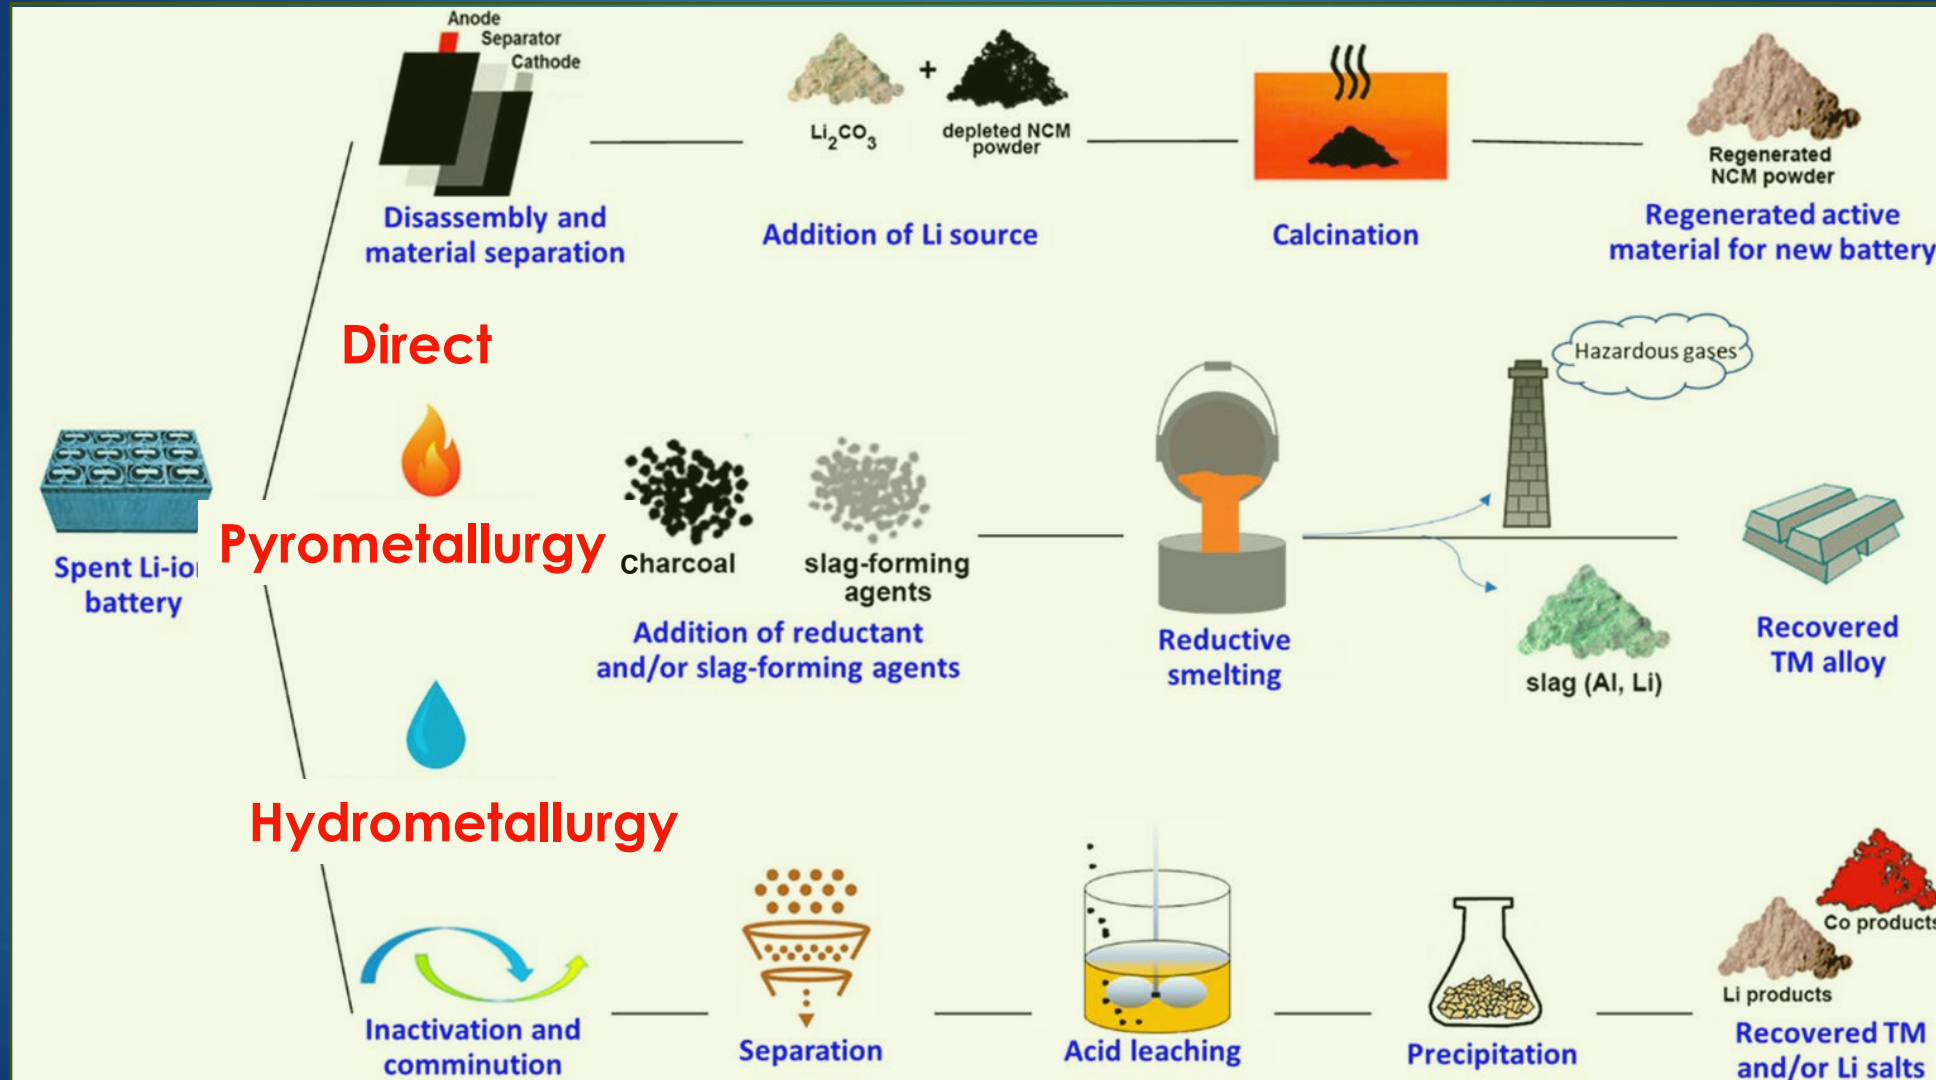 Anode
Separator
Cathode
Disassembly and
material separation
Li2CO3
+
depleted NCM
powder
Addition of Li source
Calcination
Regenerated
NCM powder
Regenerated active
material for new battery
Direct
Spent Li-ion
battery
Pyrometallurgy
Charcoal
slag-forming
agents
Addition of reductant
and/or slag-forming agents
Reductive
smelting
Hazardous gases
slag (Al, Li)
Recovered
TM alloy
Hydrometallurgy
Inactivation and
comminution
Separation
Acid leaching
Precipitation
Co products
Li products
Recovered TM
and/or Li salts